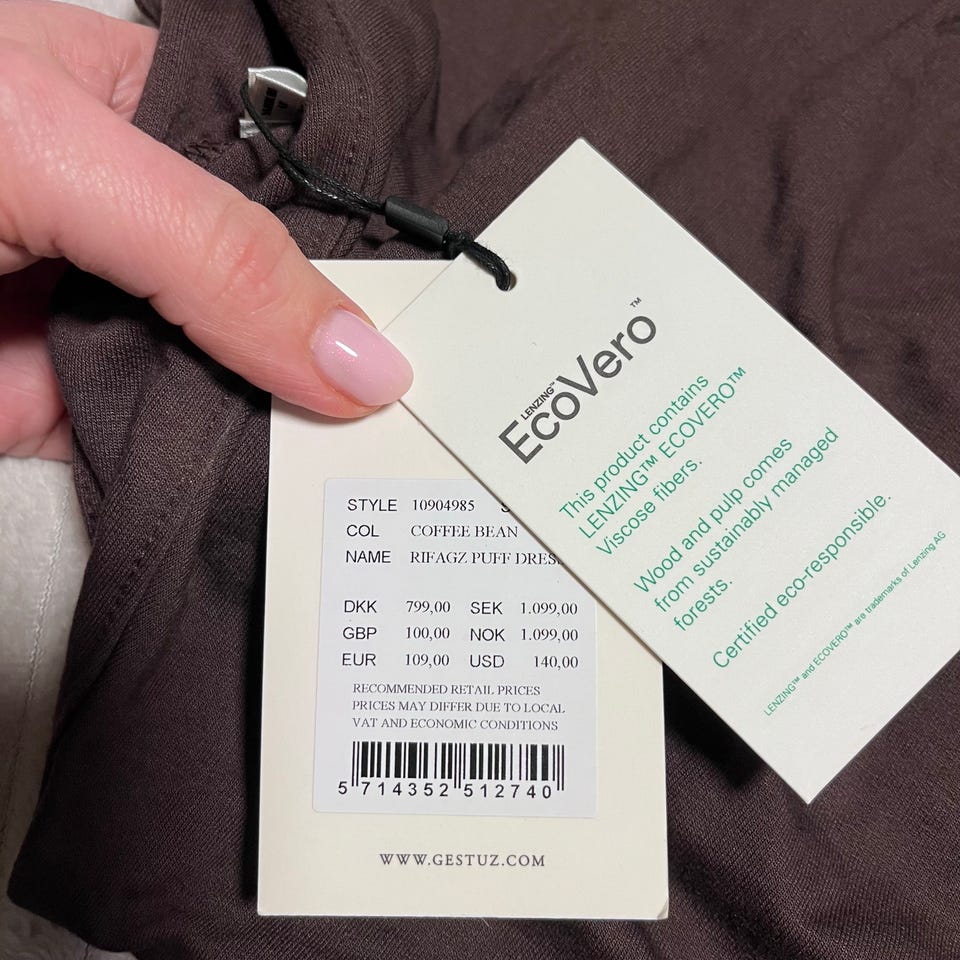 STYLE 10904985 S
COL COFFEE BEAN
NAME RIFAGZ PUFF DRES
DKK 799,00 SEK 1.099,00
GBP 100,00 NOK 1.099,00
EUR 109,00 USD 140,00
RECOMMENDED RETAIL PRICES
PRICES MAY DIFFER DUE TO LOCAL
VAT AND ECONOMIC CONDITIONS
5 714352 512740
WWW.GESTUZ.COM
LENZING™
EcoVero™
This product contains
LENZING™ ECOVERO™
Viscose fibers.
Wood and pulp comes
from sustainably managed
forests.
Certified eco-responsible.
LENZING™ and ECOVERO™ are trademarks of Lenzing AG